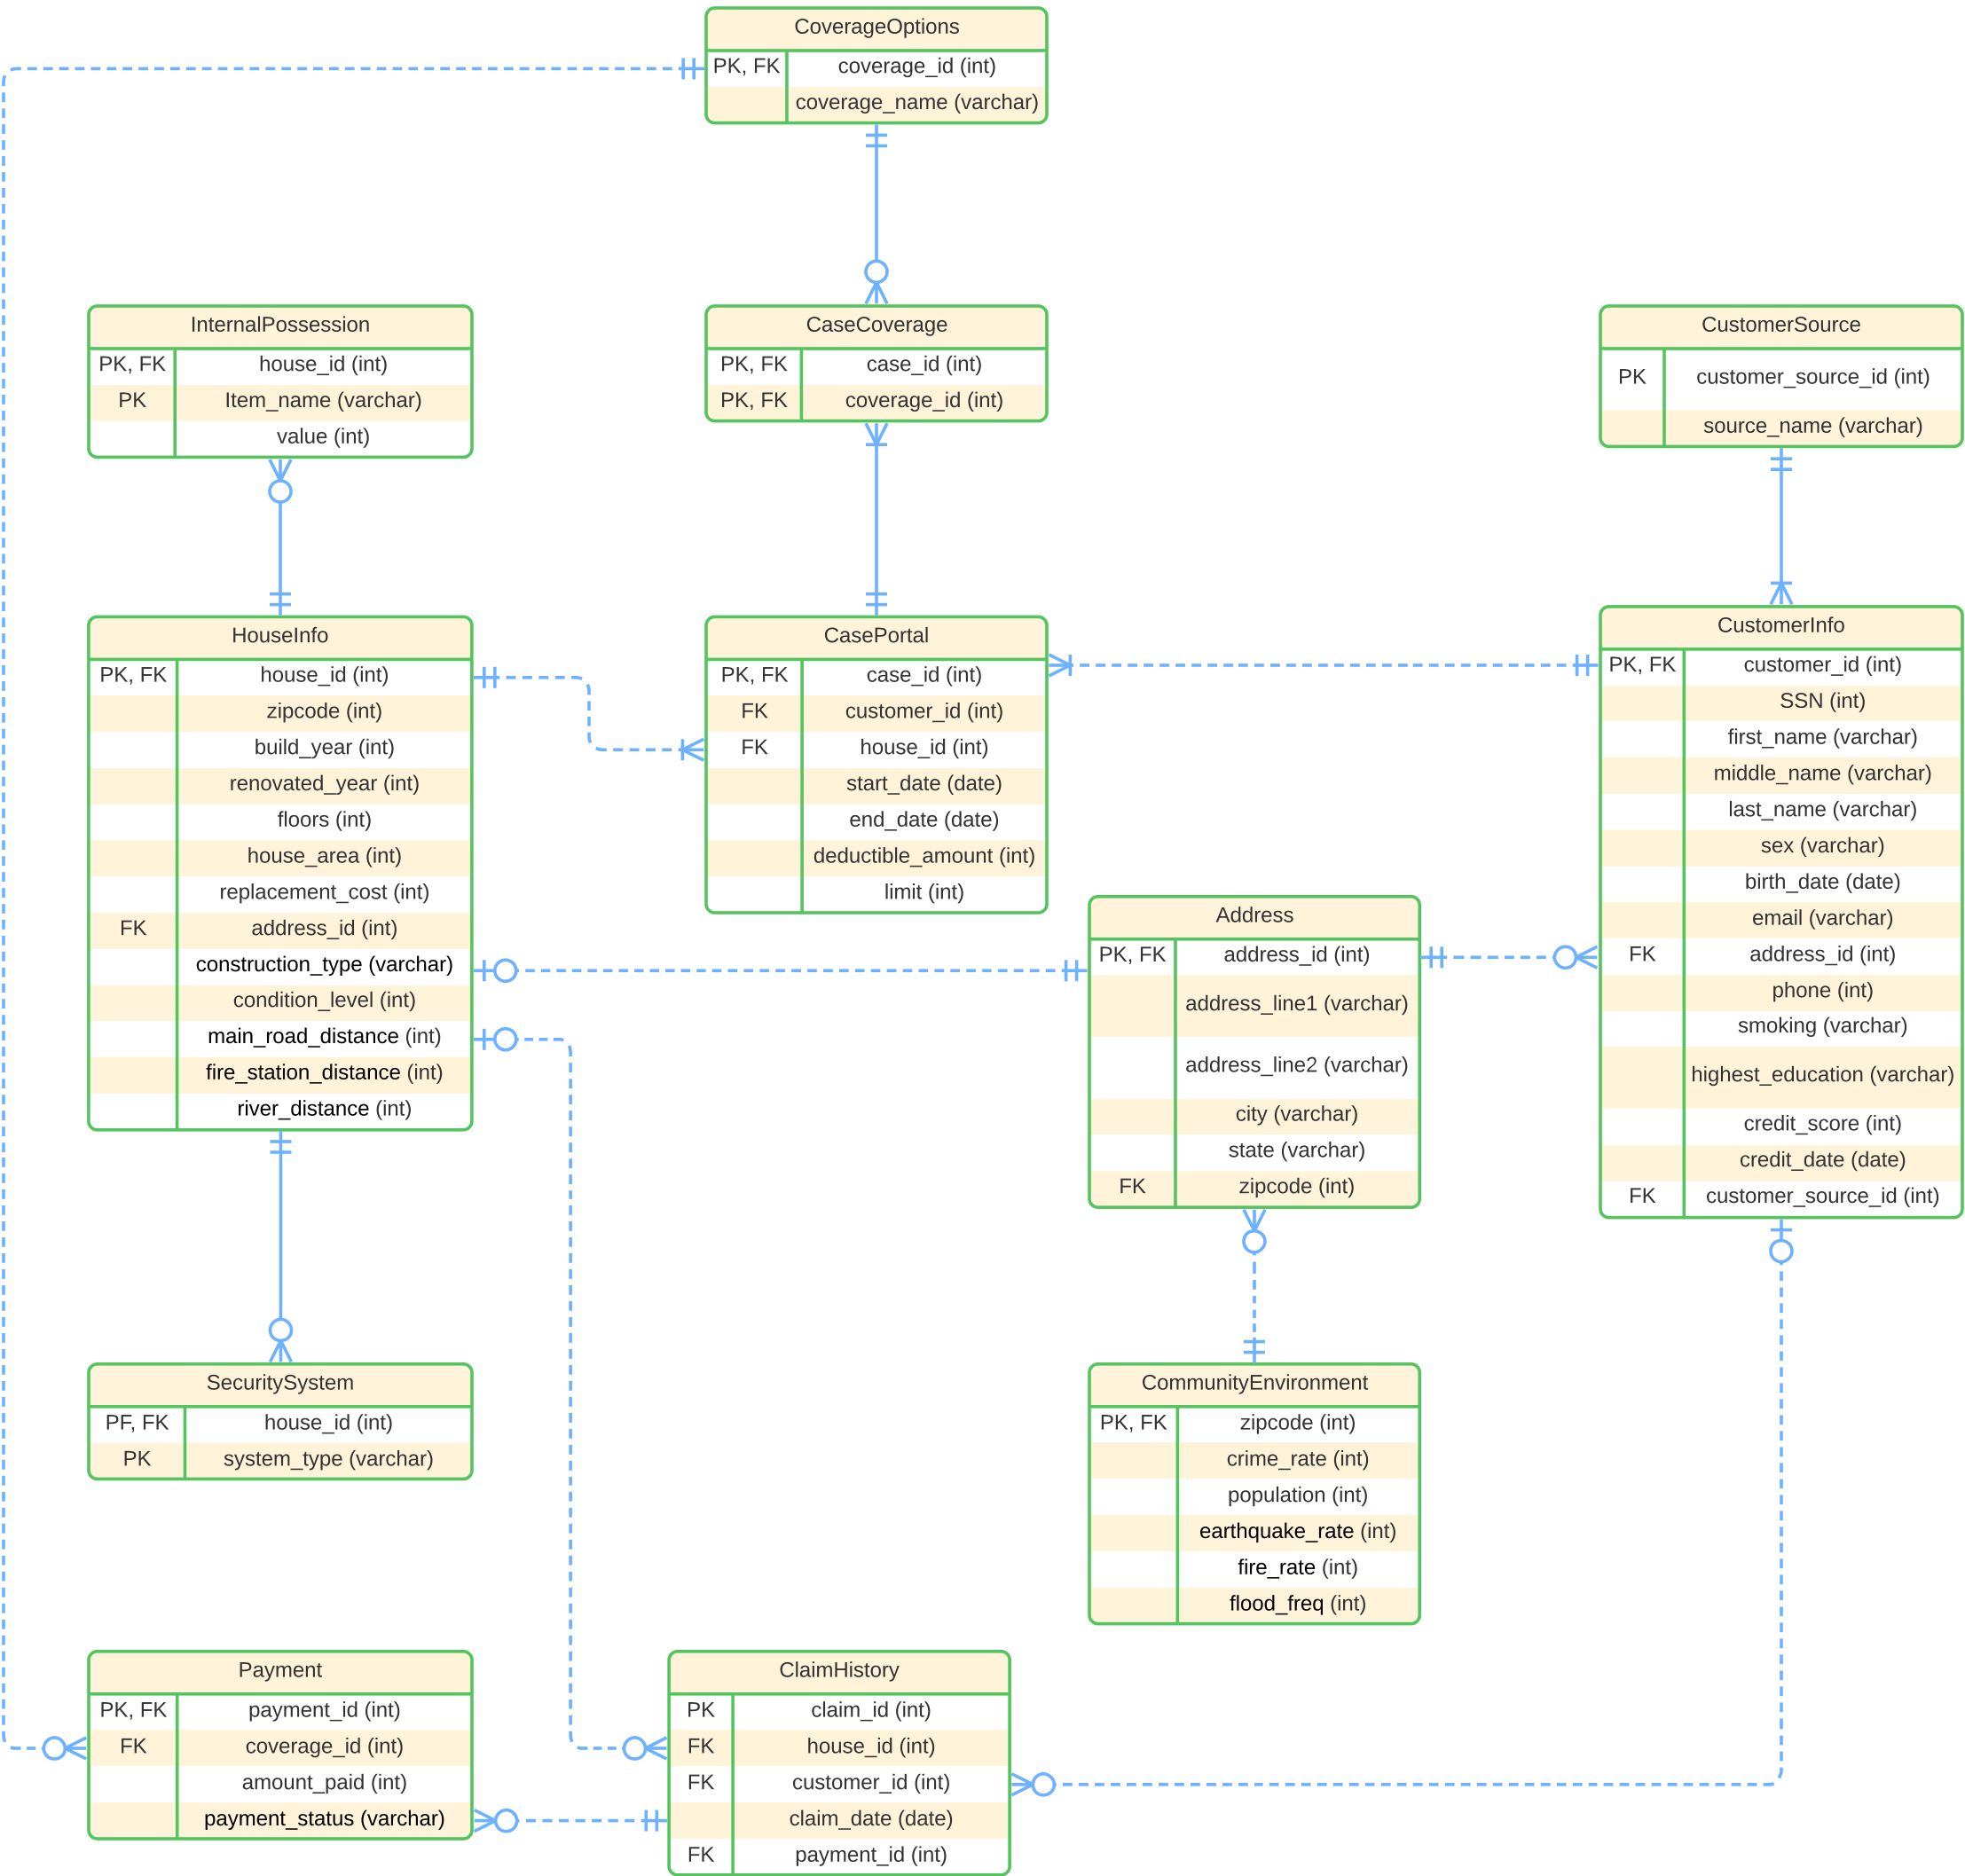 CoverageOptions
PK, FK coverage_id (int)
coverage_name (varchar)
InternalPossession
PK, FK house_id (int)
PK Item_name (varchar)
value (int)
CaseCoverage
PK, FK case_id (int)
PK, FK coverage_id (int)
CustomerSource
PK customer_source_id (int)
source_name (varchar)
HouseInfo
PK, FK house_id (int)
zipcode (int)
build_year (int)
renovated_year (int)
floors (int)
house_area (int)
replacement_cost (int)
FK address_id (int)
construction_type (varchar)
condition_level (int)
main_road_distance (int)
fire_station_distance (int)
river_distance (int)
CasePortal
PK, FK case_id (int)
FK customer_id (int)
FK house_id (int)
start_date (date)
end_date (date)
deductible_amount (int)
limit (int)
CustomerInfo
PK, FK customer_id (int)
SSN (int)
first_name (varchar)
middle_name (varchar)
last_name (varchar)
sex (varchar)
birth_date (date)
email (varchar)
FK address_id (int)
phone (int)
smoking (varchar)
highest_education (varchar)
credit_score (int)
credit_date (date)
FK customer_source_id (int)
Address
PK, FK address_id (int)
address_line1 (varchar)
address_line2 (varchar)
city (varchar)
state (varchar)
FK zipcode (int)
SecuritySystem
PF, FK house_id (int)
PK system_type (varchar)
CommunityEnvironment
PK, FK zipcode (int)
crime_rate (int)
population (int)
earthquake_rate (int)
fire_rate (int)
flood_freq (int)
Payment
PK, FK payment_id (int)
FK coverage_id (int)
amount_paid (int)
payment_status (varchar)
ClaimHistory
PK claim_id (int)
FK house_id (int)
FK customer_id (int)
claim_date (date)
FK payment_id (int)